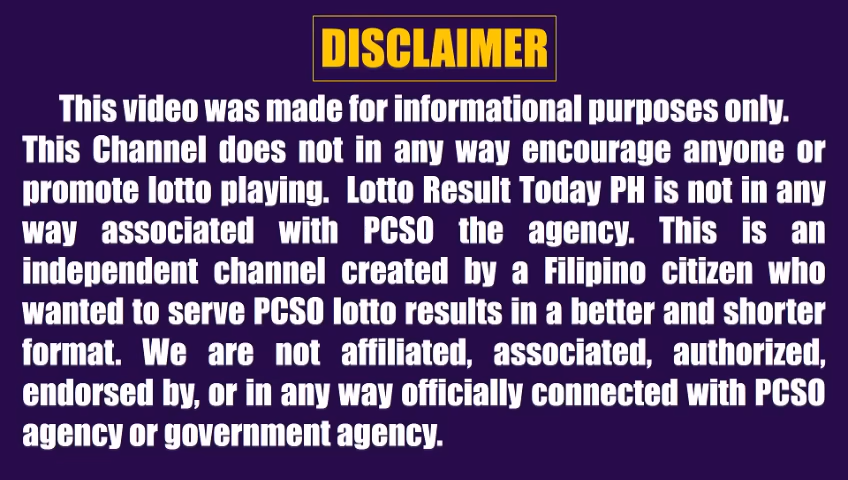 DISCLAIMER
This video was made for informational purposes only.
This Channel does not in any way encourage anyone or
promote lotto playing. Lotto Result Today PH is not in any
way associated with PCSO the agency. This is an
independent channel created by a Filipino citizen who
wanted to serve PCSO lotto results in a better and shorter
format. We are not affiliated, associated, authorized,
endorsed by, or in any way officially connected with PCSO
agency or government agency.